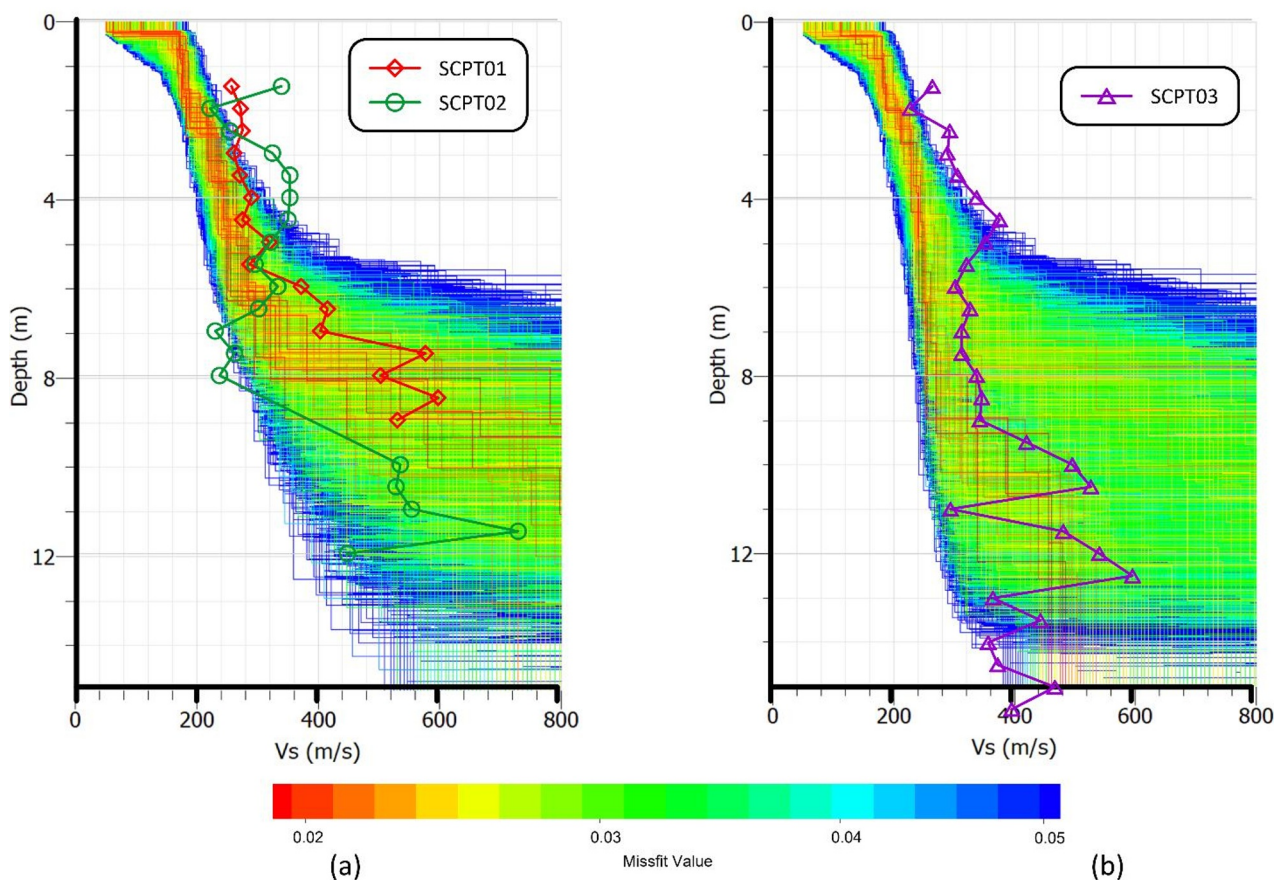 0
4
8
12
Depth (m)
SCPT01
SCPT02
0 200 400 600 800
Vs (m/s)
0
4
8
12
Depth (m)
SCPT03
0 200 400 600 800
Vs (m/s)
0.02 0.03 0.04 0.05
Missfit Value
(a) (b)